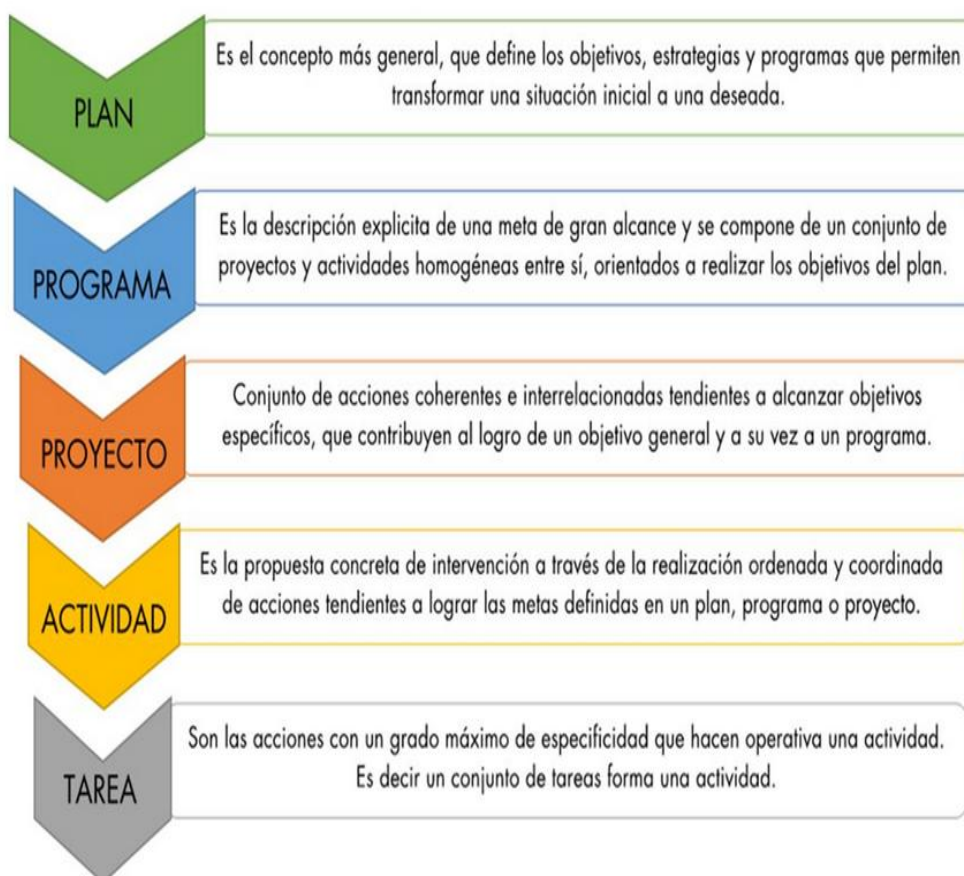 PLAN
Es el concepto más general, que define los objetivos, estrategias y programas que permiten
transformar una situación inicial a una deseada.
PROGRAMA
Es la descripción explicita de una meta de gran alcance y se compone de un conjunto de
proyectos y actividades homogéneas entre sí, orientados a realizar los objetivos del plan.
PROYECTO
Conjunto de acciones coherentes e interrelacionadas tendientes a alcanzar objetivos
específicos, que contribuyen al logro de un objetivo general y a su vez a un programa.
ACTIVIDAD
Es la propuesta concreta de intervención a través de la realización ordenada y coordinada
de acciones tendientes a lograr las metas definidas en un plan, programa o proyecto.
TAREA
Son las acciones con un grado máximo de especificidad que hacen operativa una actividad.
Es decir un conjunto de tareas forma una actividad.